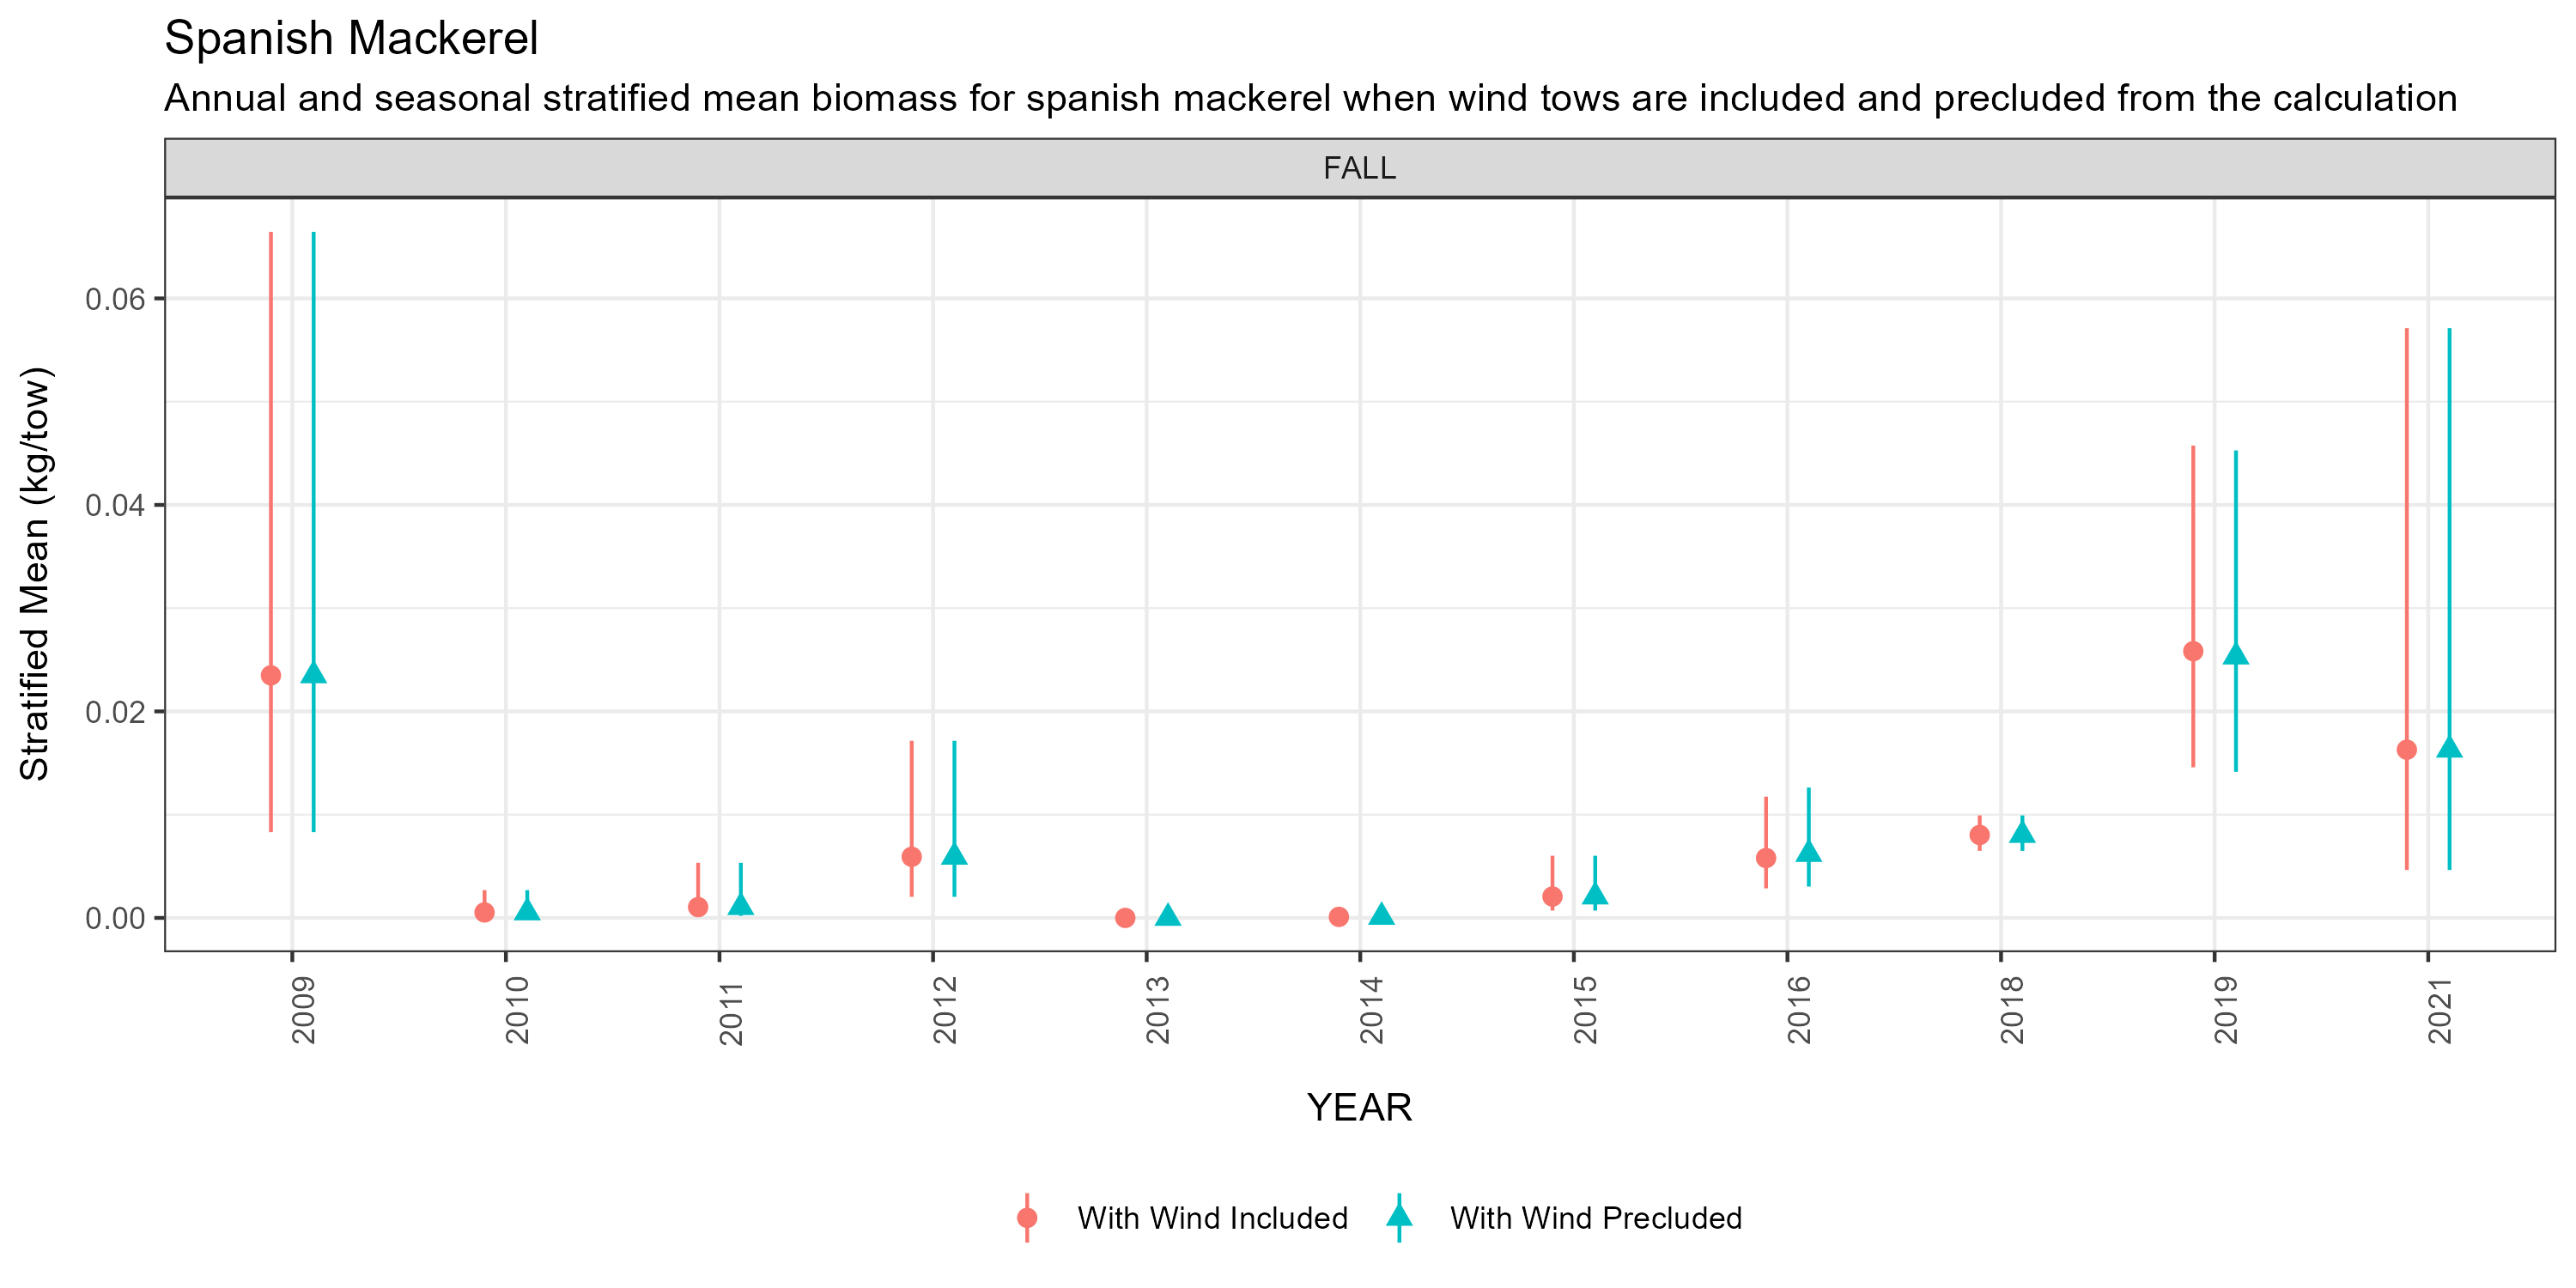 Spanish Mackerel
Annual and seasonal stratified mean biomass for spanish mackerel when wind tows are included and precluded from the calculation
FALL
Stratified Mean (kg/tow)
0.06
0.04
0.02
0.00
2009 2010 2011 2012 2013 2014 2015 2016 2018 2019 2021
YEAR
With Wind Included With Wind Precluded